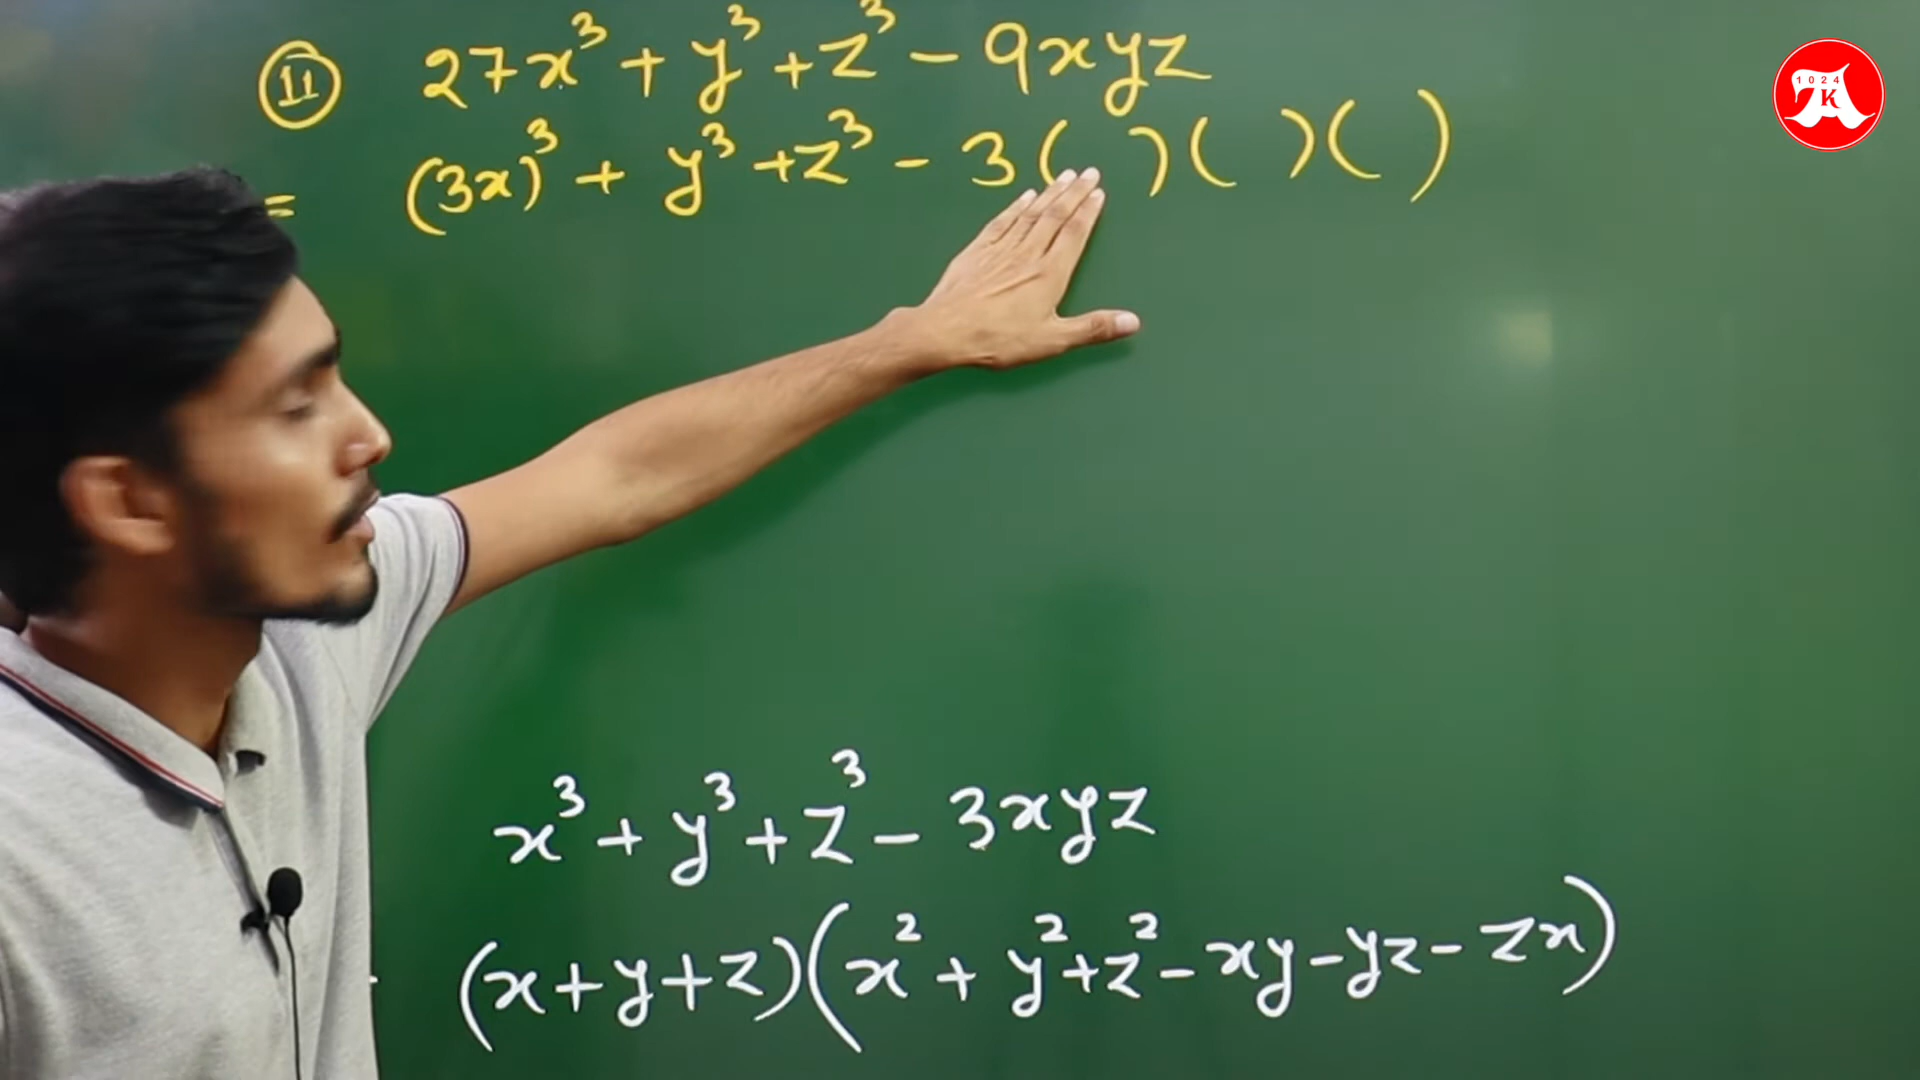 ⑪ 27x³ + y³ + z³ - 9xyz
= (3x)³ + y³ + z³ - 3( )( )( )
x³ + y³ + z³ - 3xyz
(x+y+z)(x² + y² + z² - xy - yz - zx)
1024
K